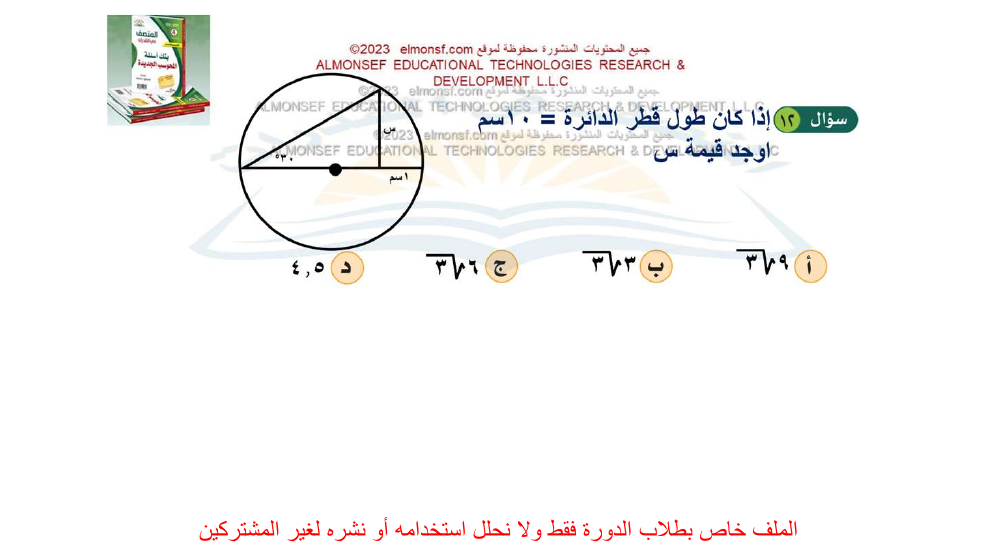 المنصف
بنك أسئلة
المحوسب الجديدة
جميع المحتويات المنشورة محفوظة لموقع elmonsf.com ©2023
ALMONSEF EDUCATIONAL TECHNOLOGIES RESEARCH &
DEVELOPMENT L.L.C
جميع المحتويات المنشورة محفوظة لموقع elmonsf.com ©2023
ALMONSEF EDUCATIONAL TECHNOLOGIES RESEARCH & DEVELOPMENT L.L.C
جميع المحتويات المنشورة محفوظة لموقع elmonsf.com ©2023
ALMONSEF EDUCATIONAL TECHNOLOGIES RESEARCH & DEVELOPMENT L.L.C
سؤال ١٢ إذا كان طول قطر الدائرة = ١٠سم
اوجد قيمة س
س
٣٠°
١سم
أ ٩√٣
ب ٣√٣
ج ٦√٣
د ٤,٥
الملف خاص بطلاب الدورة فقط ولا نحلل استخدامه أو نشره لغير المشتركين